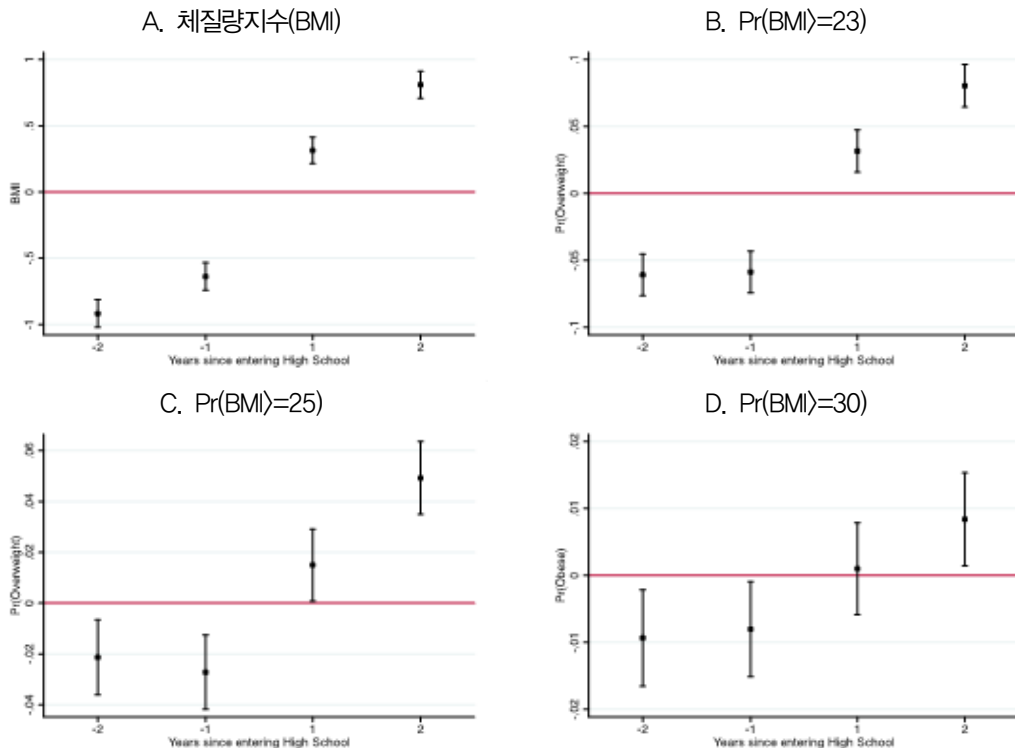 A. 체질량지수(BMI)
1
.5
0
-.5
-1
BMI
-2 -1 1 2
Years since entering High School
B. Pr(BMI>=23)
.1
.05
0
-.05
-.1
Pr(Overweight)
-2 -1 1 2
Years since entering High School
C. Pr(BMI>=25)
.06
.04
.02
0
-.02
-.04
Pr(Overweight)
-2 -1 1 2
Years since entering High School
D. Pr(BMI>=30)
.02
.01
0
-.01
-.02
Pr(Obese)
-2 -1 1 2
Years since entering High School